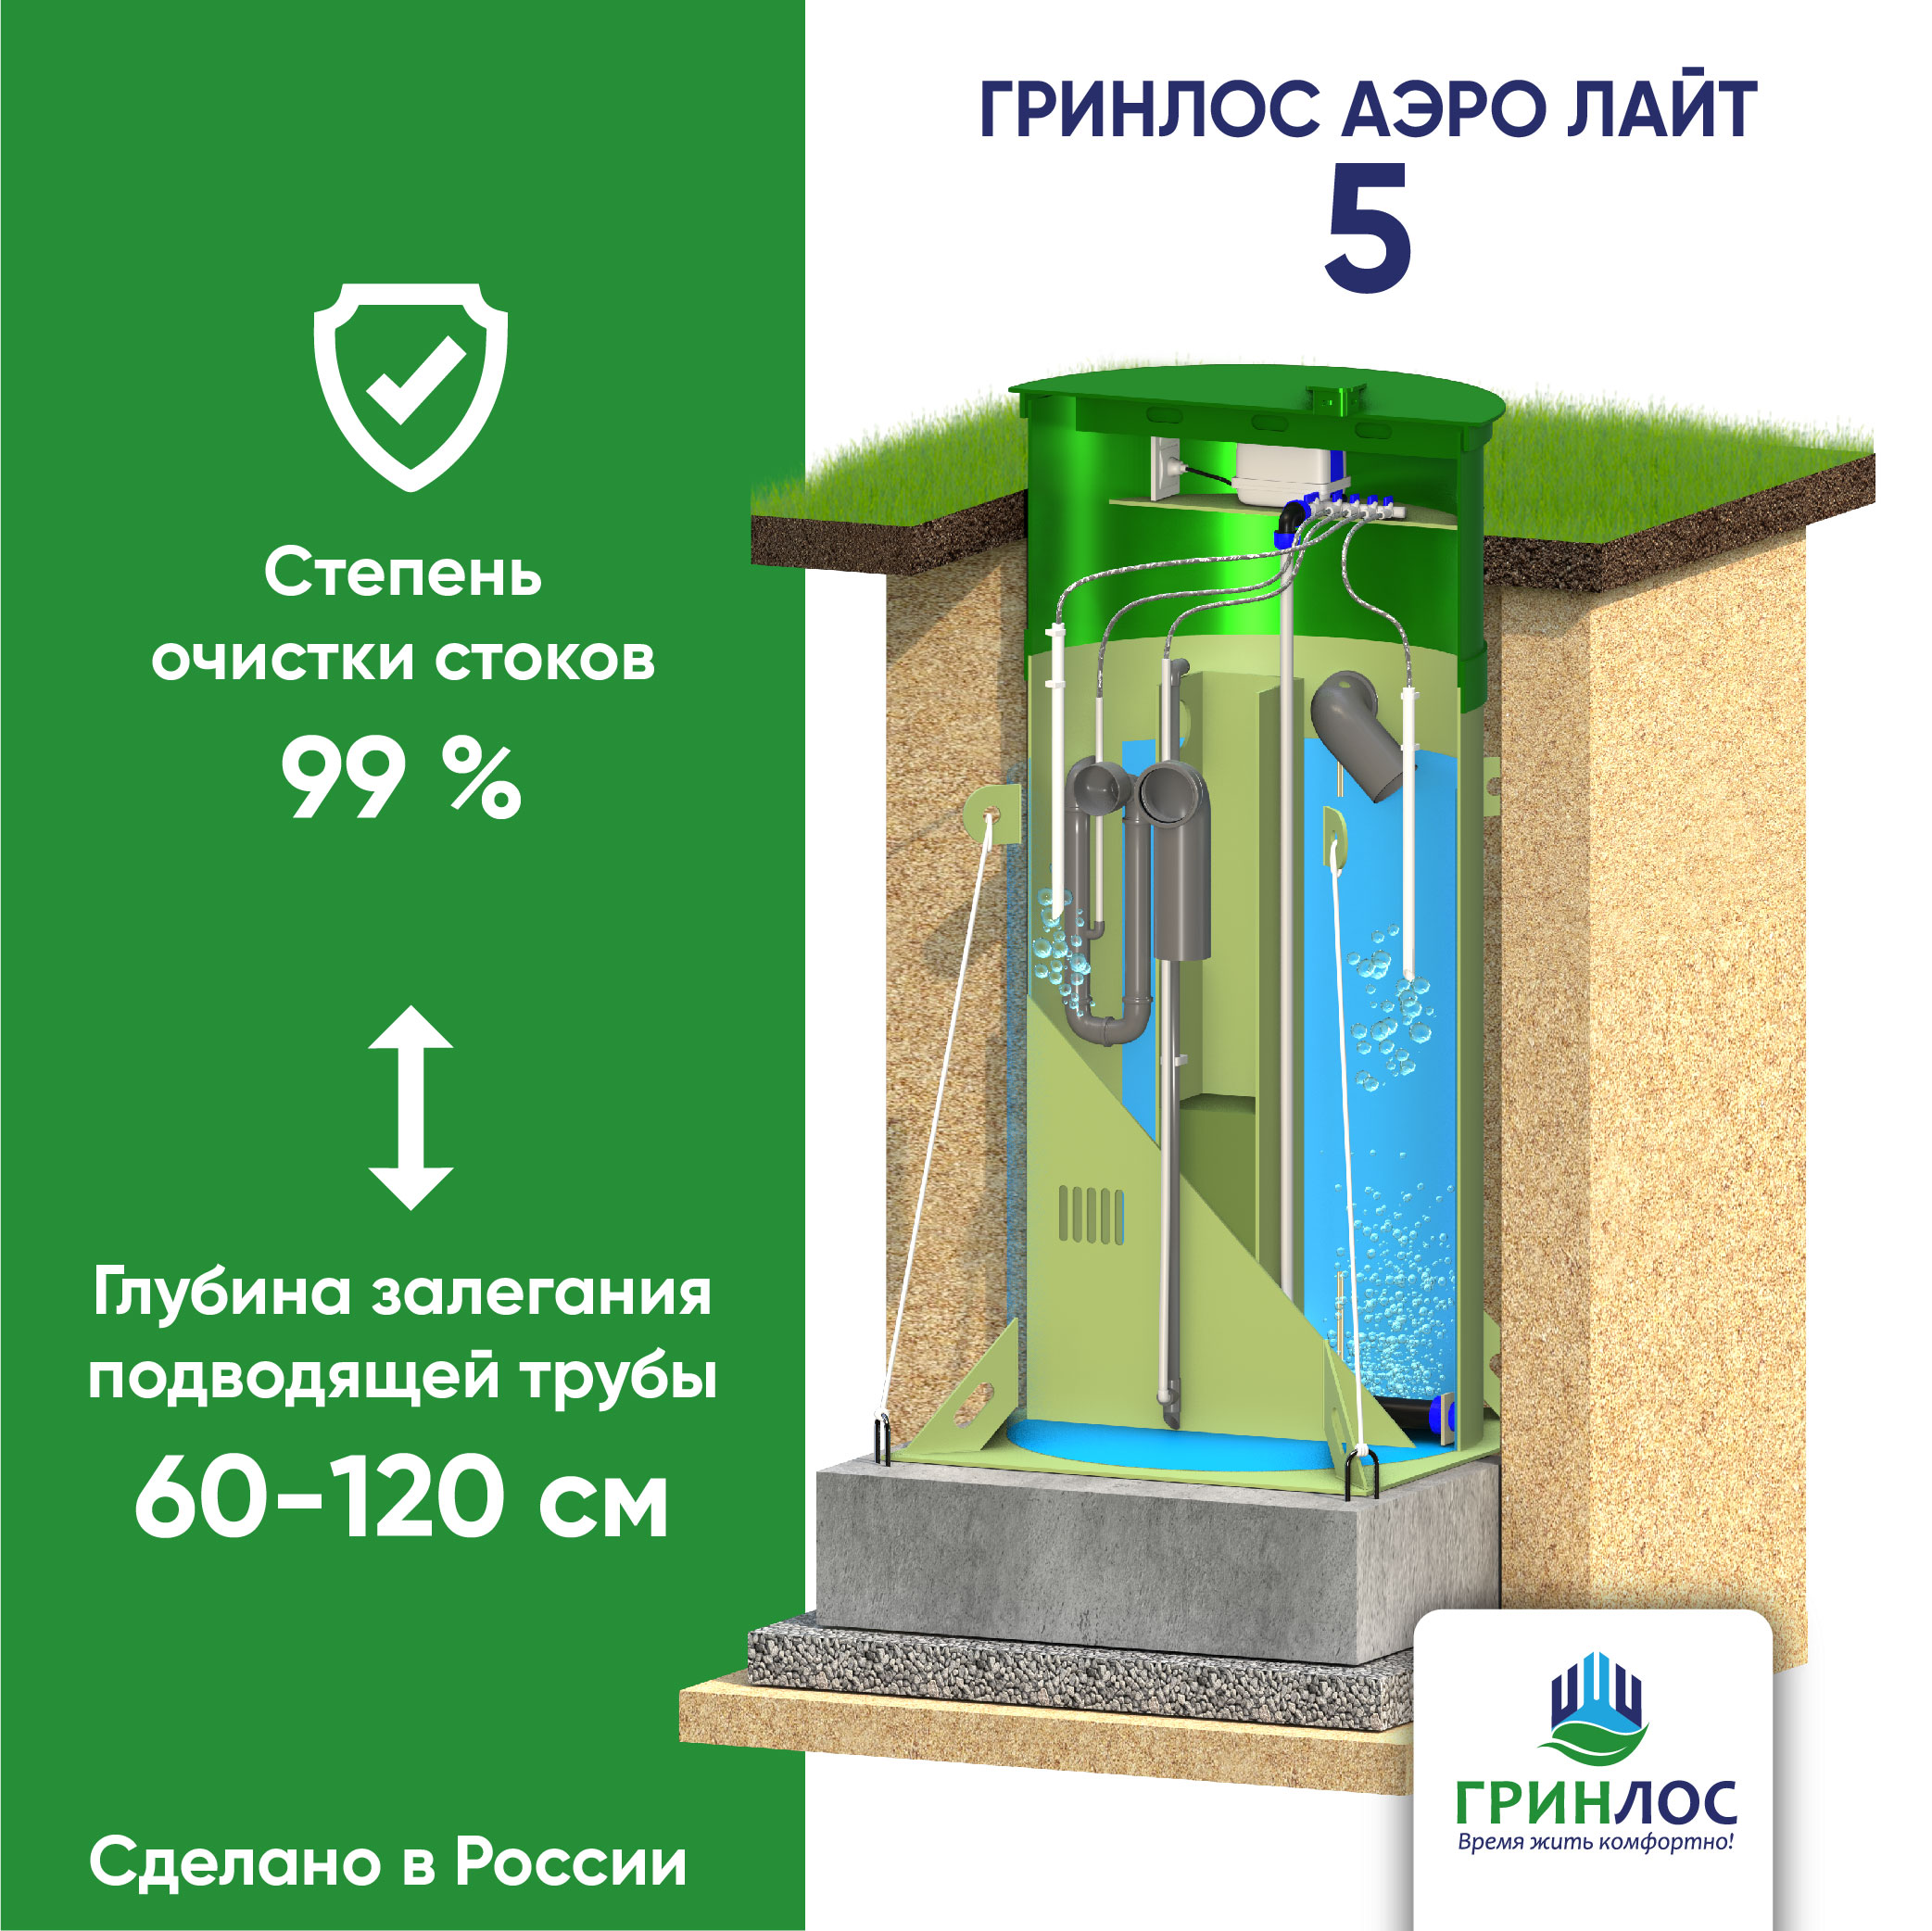 ГРИНЛОС АЭРО ЛАЙТ
5
Степень
очистки стоков
99 %
Глубина залегания
подводящей трубы
60-120 см
Сделано в России
ГРИНЛОС
Время жить комфортно!